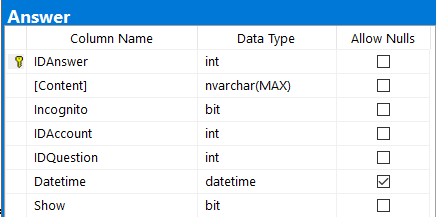 Answer
Column Name Data Type Allow Nulls
IDAnswer int
[Content] nvarchar(MAX)
Incognito bit
IDAccount int
IDQuestion int
Datetime datetime
Show bit